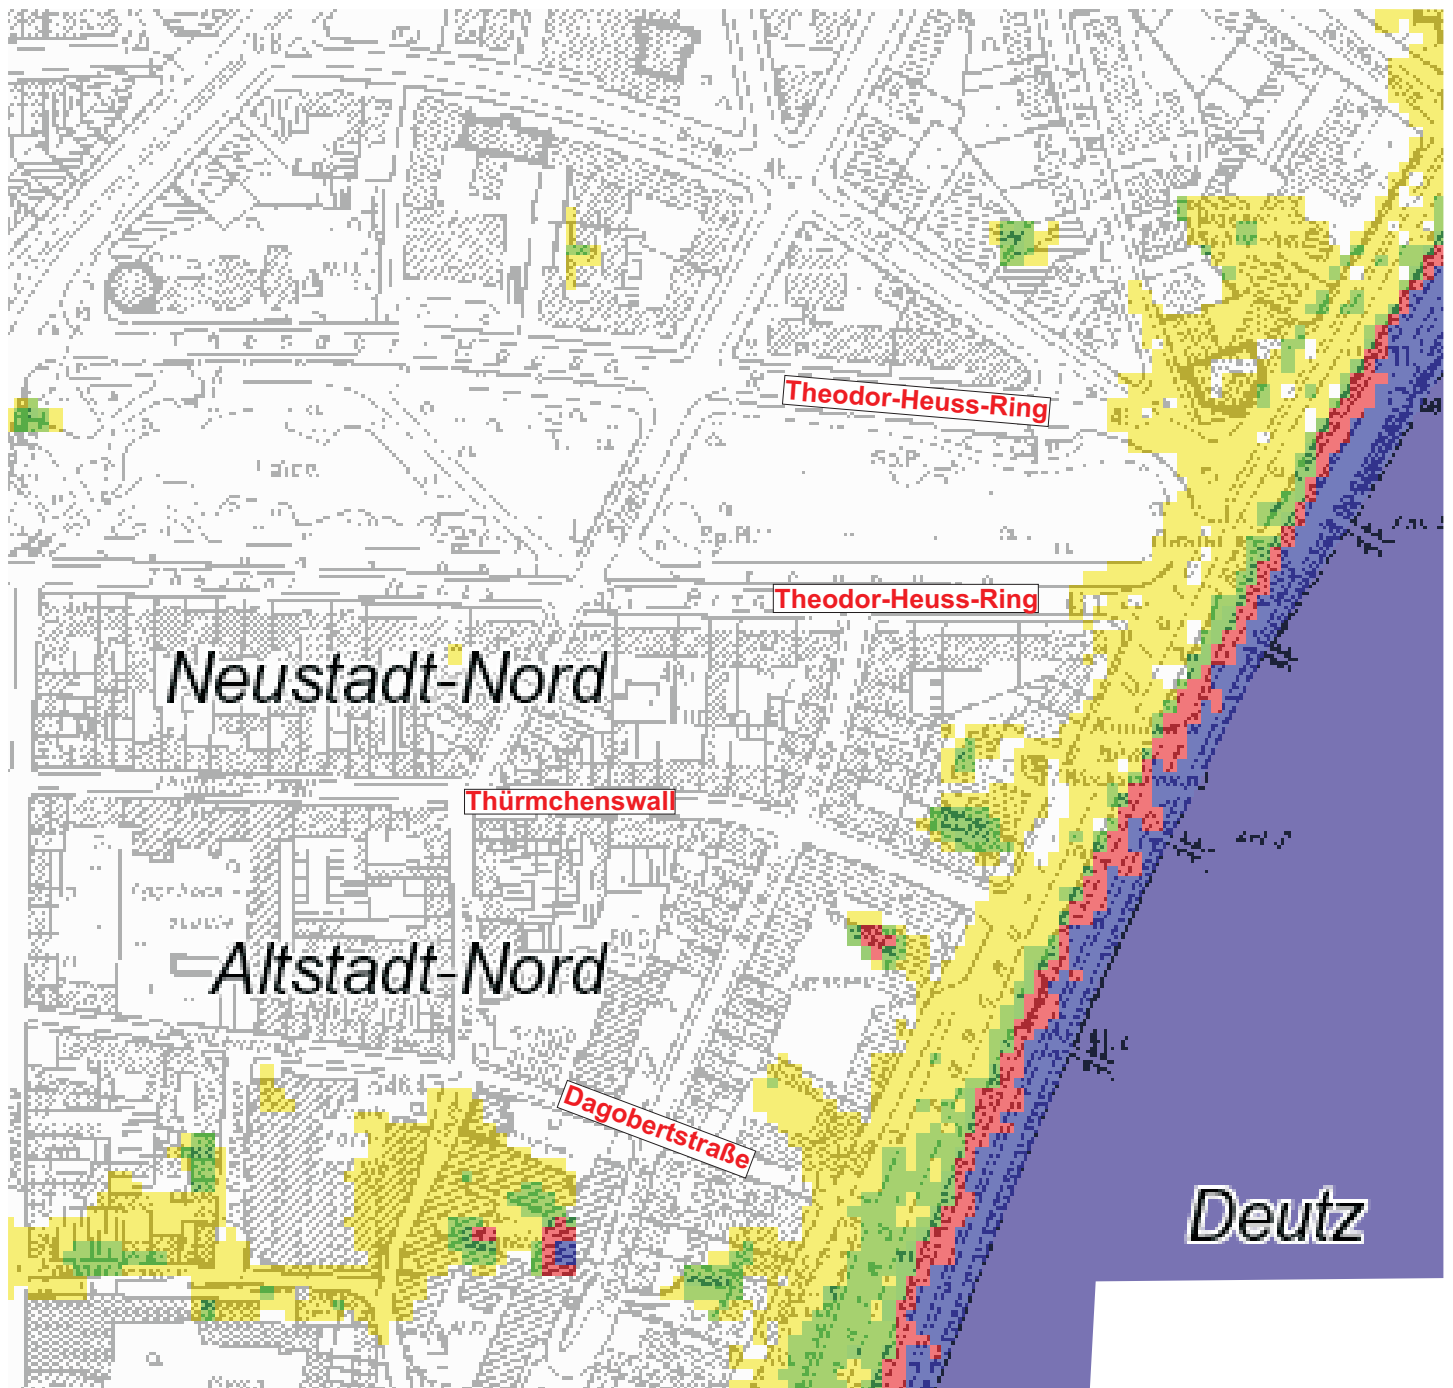 Theodor-Heuss-Ring
Theodor-Heuss-Ring
Neustadt-Nord
Thürmchenswall
Altstadt-Nord
Dagobertstraße
Deutz